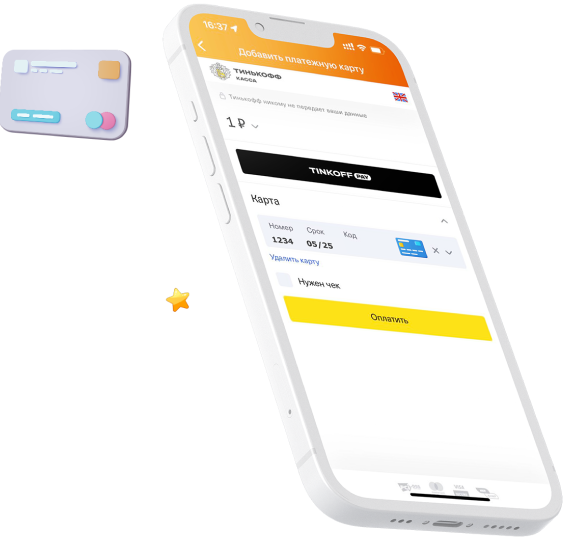 16:37
Добавить платежную карту
ТИНЬКОФФ
КАССА
Тинькофф никому не передает ваши данные
1 ₽
TINKOFF PAY
Карта
Номер Срок Код
1234 05/25
Удалить карту
Нужен чек
Оплатить